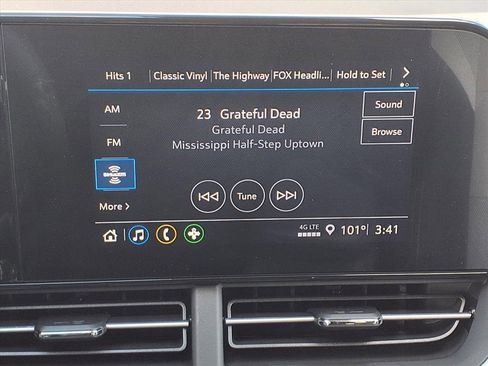 Hits 1 Classic Vinyl The Highway FOX Headli... Hold to Set
AM
FM
SiriusXM
More
23 Grateful Dead
Grateful Dead
Mississippi Half-Step Uptown
Sound
Browse
Tune
4G LTE
101° 3:41